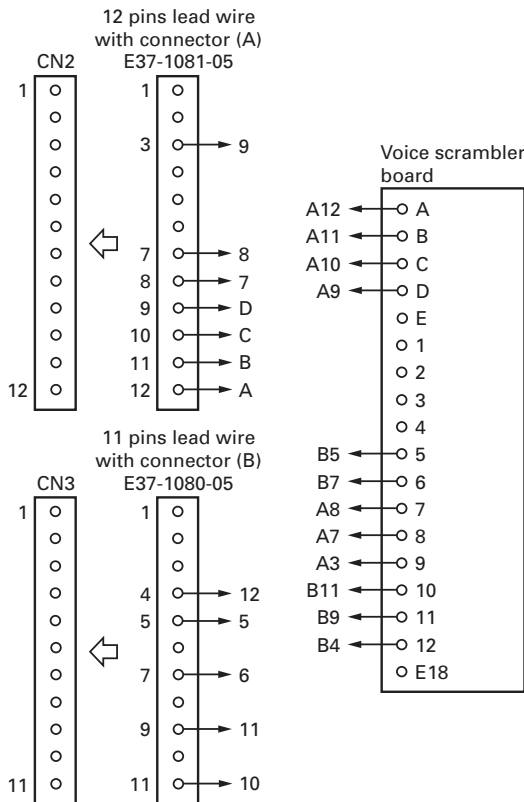 12 pins lead wire
with connector (A)
CN2 E37-1081-05
1 1
3 9
7 8
8 7
9 D
10 C
11 B
12 12 A
11 pins lead wire
with connector (B)
CN3 E37-1080-05
1 1
4 12
5 5
7 6
9 11
11 11 10
Voice scrambler
board
A12 A
A11 B
A10 C
A9 D
E
1
2
3
4
B5 5
B7 6
A8 7
A7 8
A3 9
B11 10
B9 11
B4 12
E18